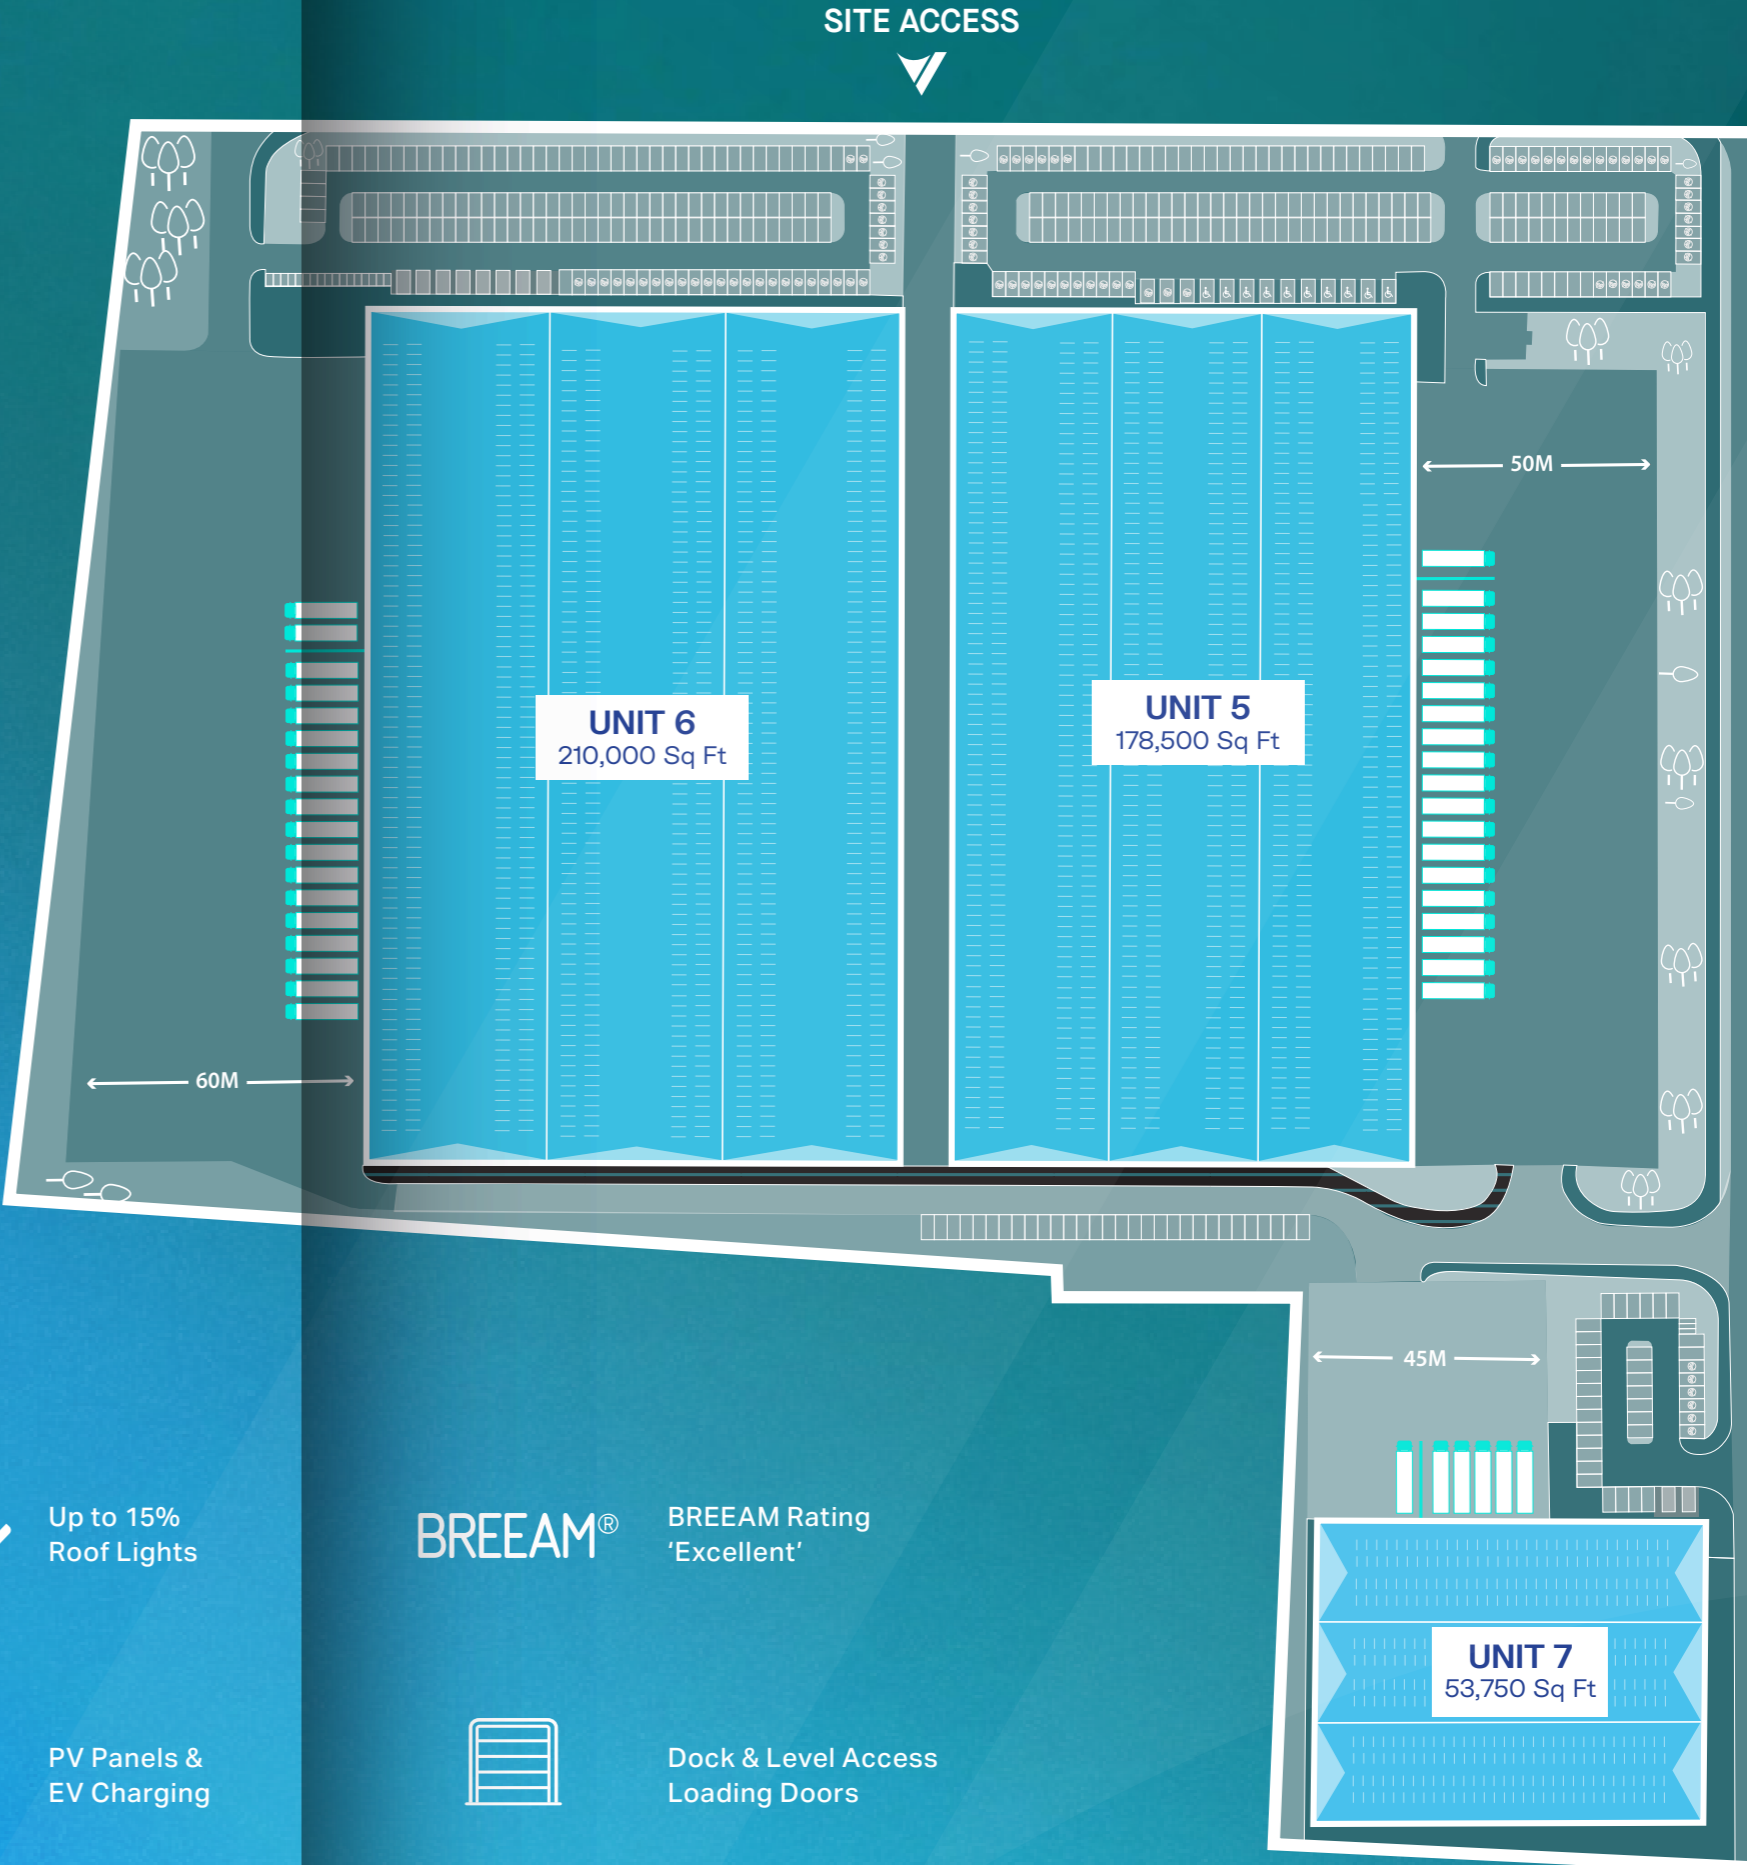 SITE ACCESS
50M
UNIT 6
210,000 Sq Ft
UNIT 5
178,500 Sq Ft
60M
45M
Up to 15%
Roof Lights
BREEAM®
BREEAM Rating
‘Excellent’
UNIT 7
53,750 Sq Ft
PV Panels &
EV Charging
Dock & Level Access
Loading Doors